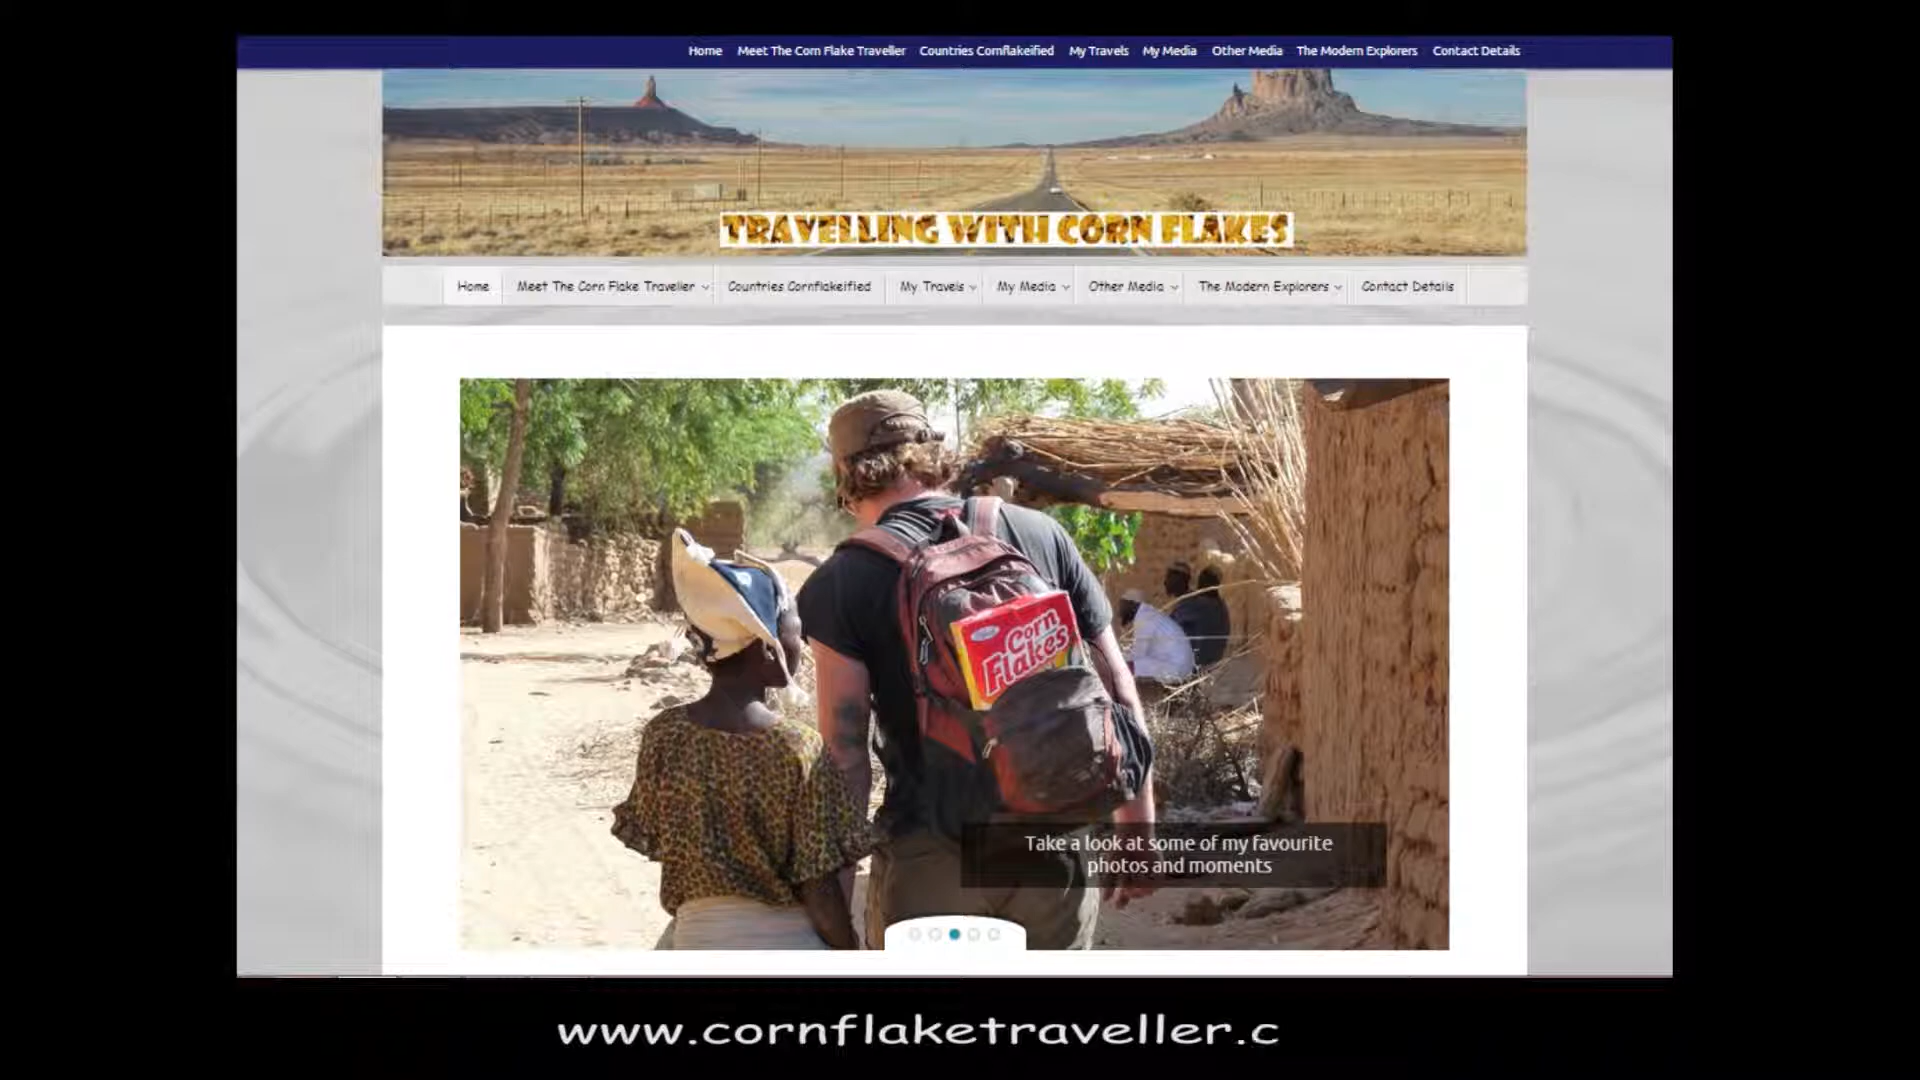 Home Meet The Corn Flake Traveller Countries Cornflakeified My Travels My Media Other Media The Modern Explorers Contact Details
TRAVELLING WITH CORN FLAKES
Home Meet The Corn Flake Traveller Countries Cornflakeified My Travels My Media Other Media The Modern Explorers Contact Details
Corn
Flakes
Take a look at some of my favourite
photos and moments
www.cornflaketraveller.c